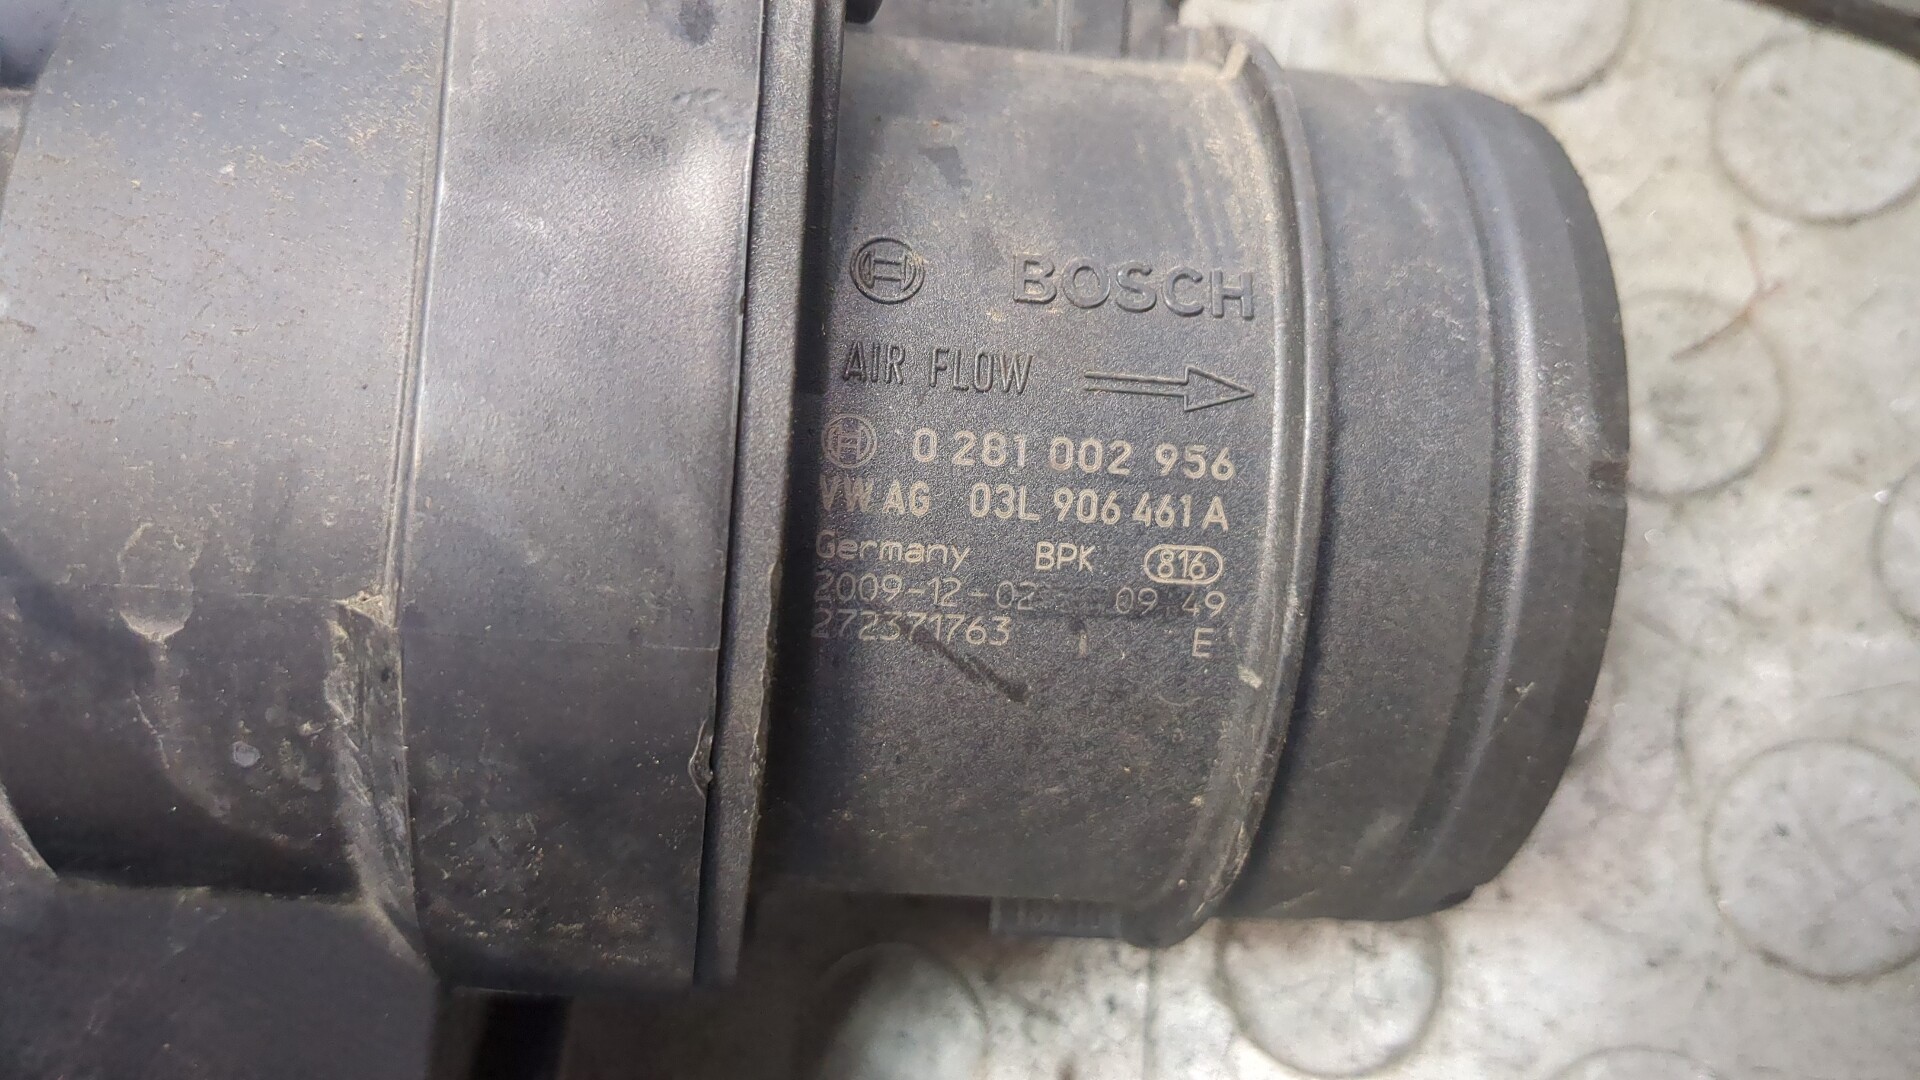 BOSCH
AIR FLOW
0 281 002 956
VW AG 03L 906 461 A
Germany BPK 816
2009-12-02 09 49
272371763 E